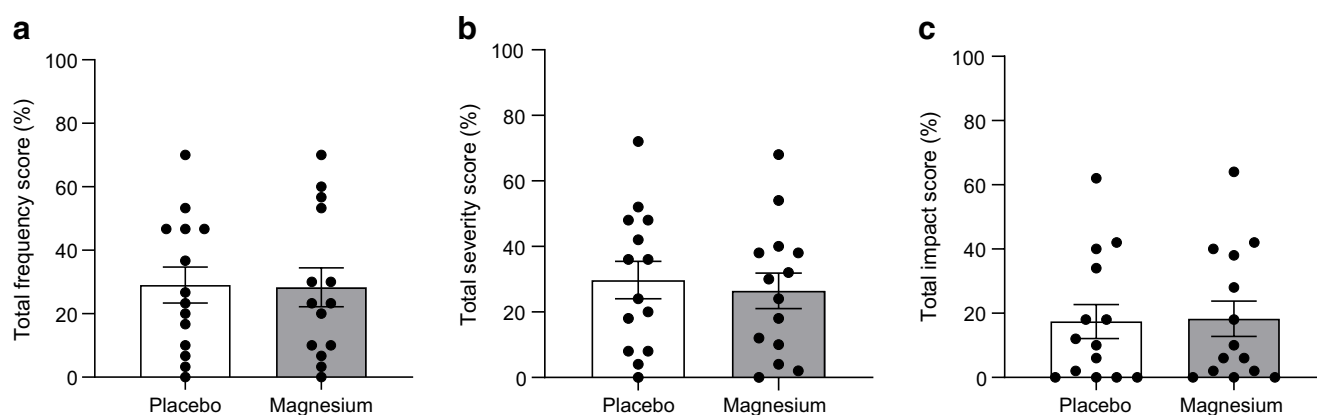 a
Total frequency score (%)
100
80
60
40
20
0
Placebo Magnesium
b
Total severity score (%)
100
80
60
40
20
0
Placebo Magnesium
c
Total impact score (%)
100
80
60
40
20
0
Placebo Magnesium